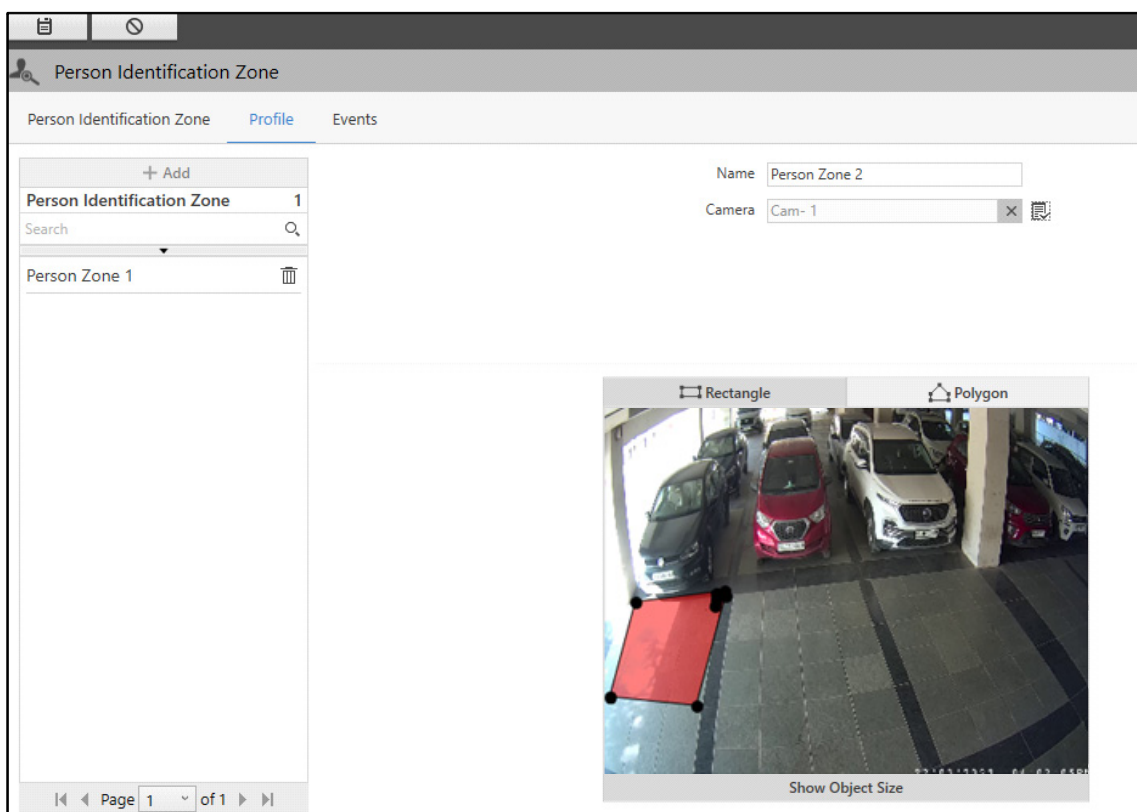 Person Identification Zone
Person Identification Zone Profile Events
Add
Person Identification Zone 1
Search
Person Zone 1
Page 1 of 1
Name Person Zone 2
Camera Cam- 1
Rectangle Polygon
Show Object Size